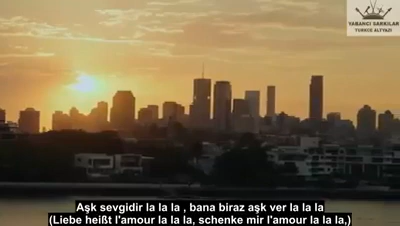 YABANCI ŞARKILAR
TÜRKÇE ALTYAZI
Aşk sevgidir la la la , bana biraz aşk ver la la la
(Liebe heißt l'amour la la la, schenke mir l'amour la la la,)